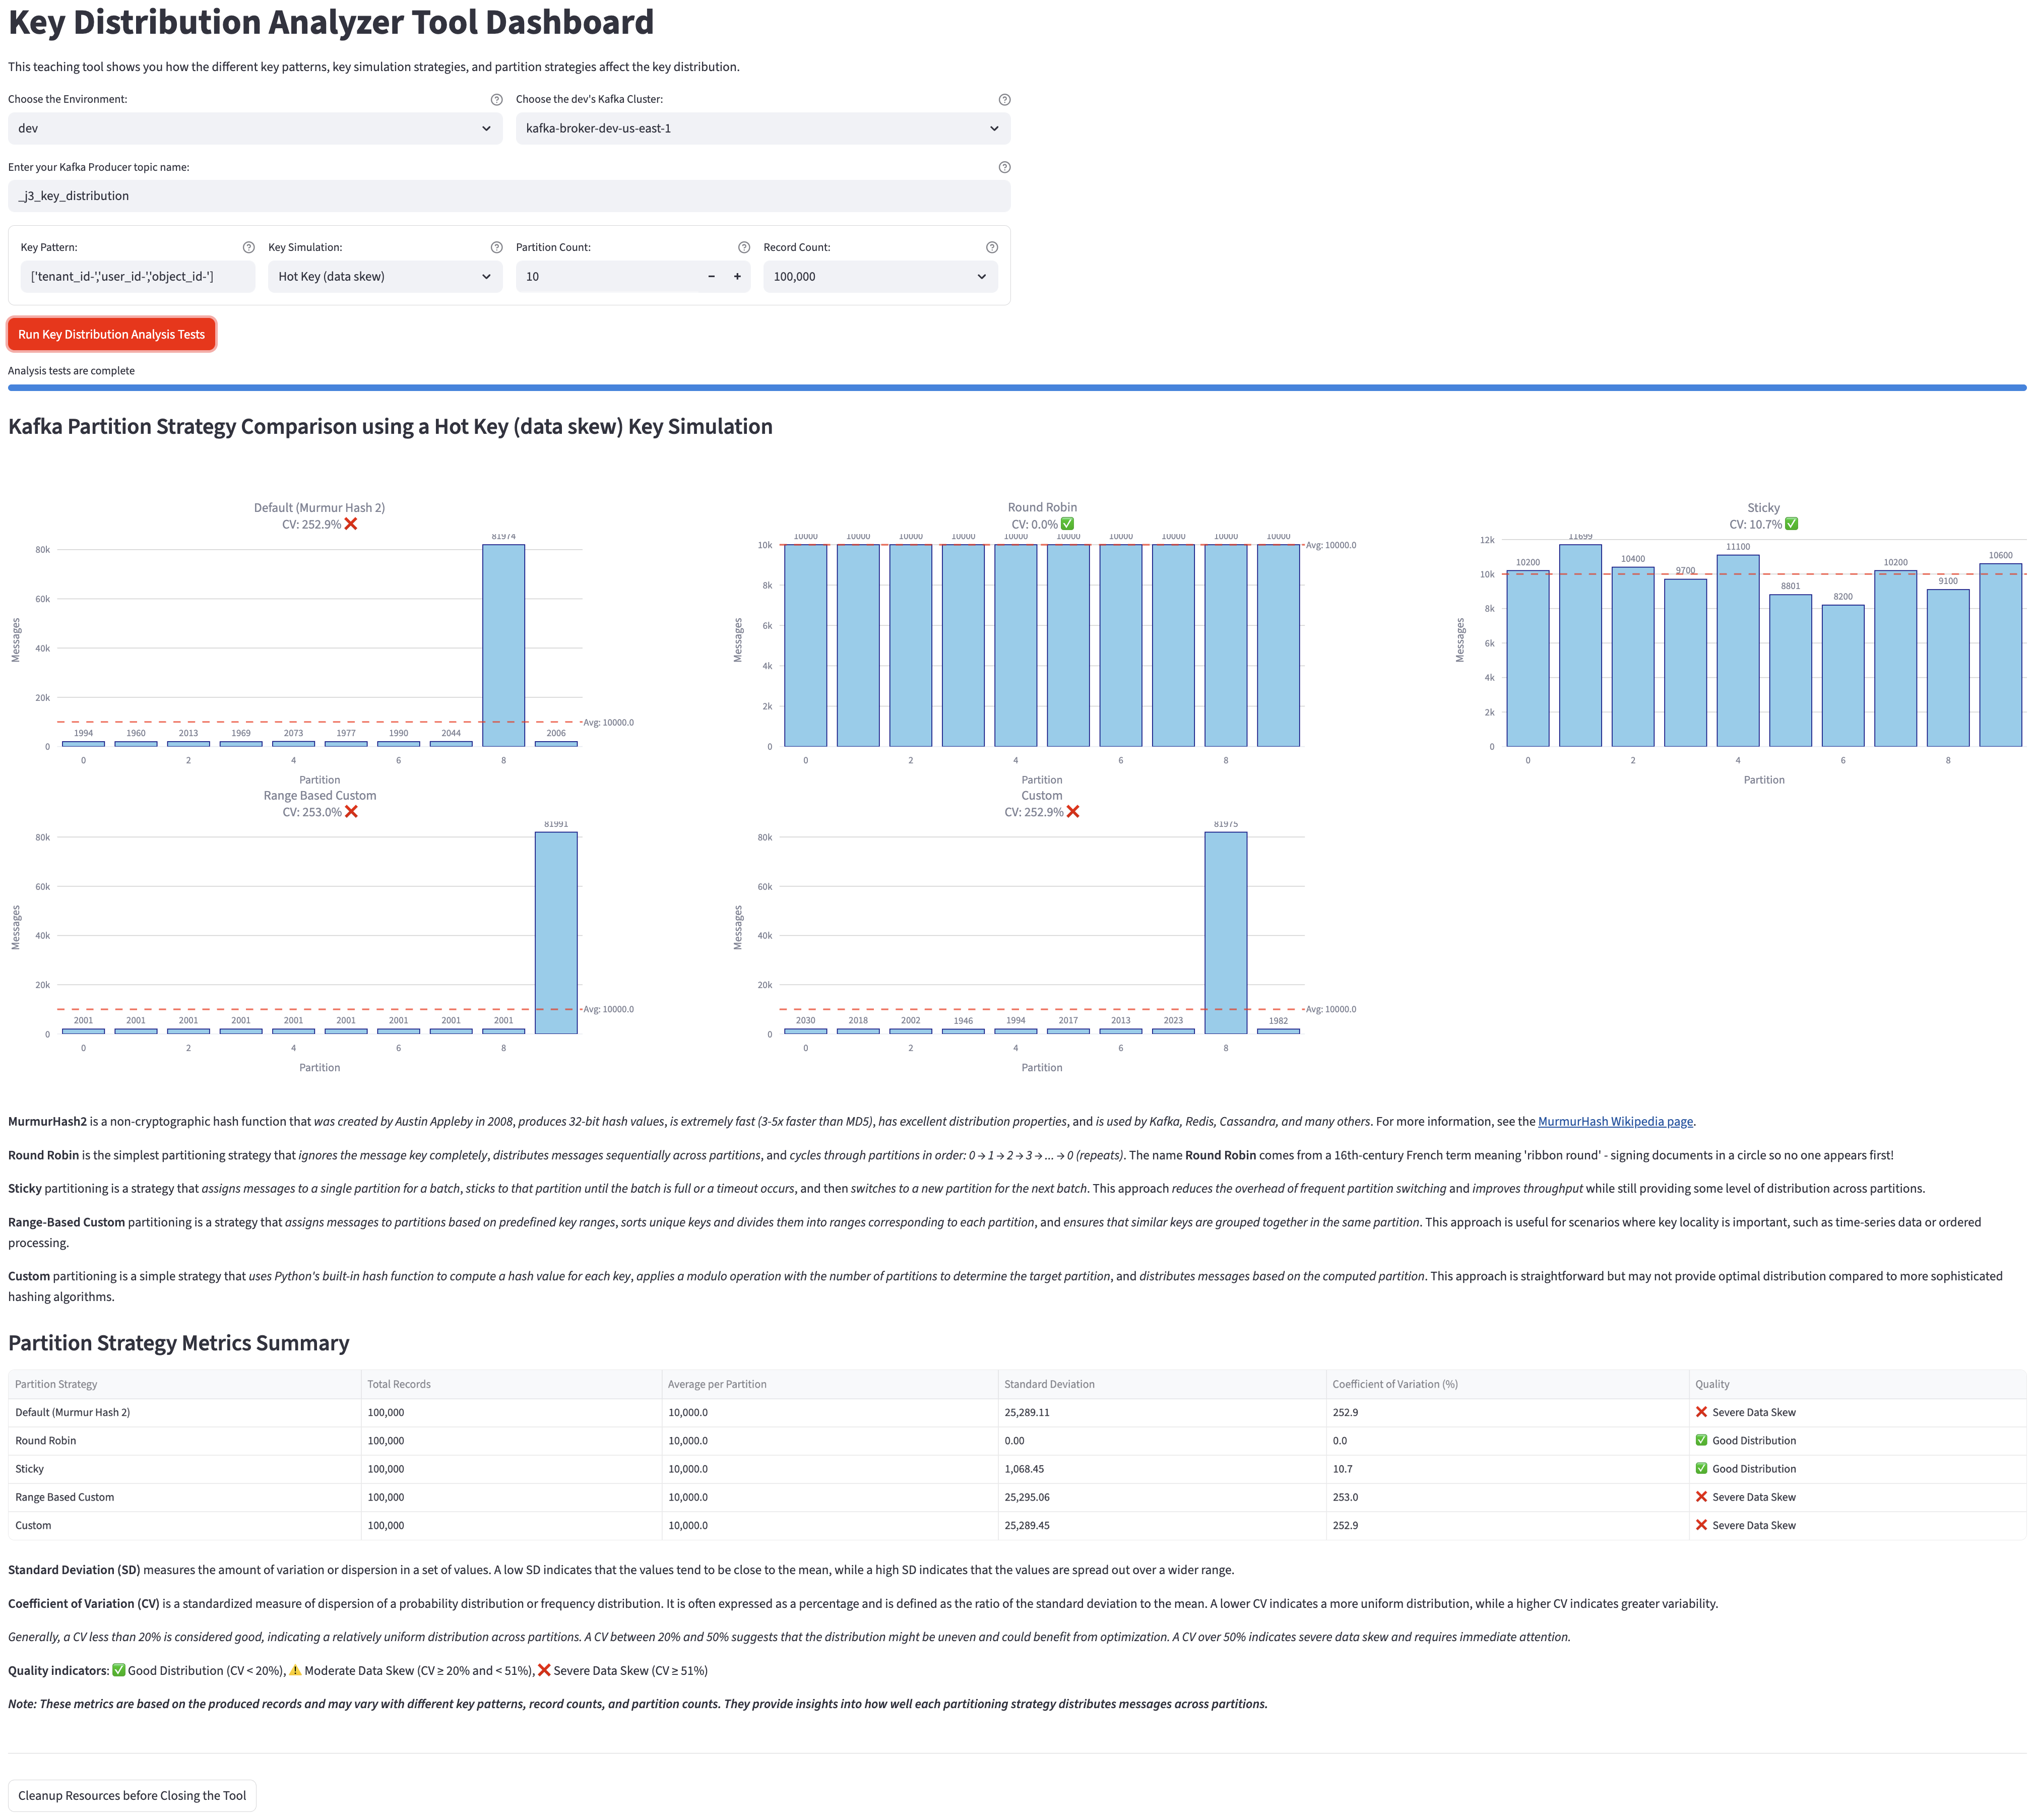 Key Distribution Analyzer Tool Dashboard
This teaching tool shows you how the different key patterns, key simulation strategies, and partition strategies affect the key distribution.
Choose the Environment:
Choose the dev's Kafka Cluster:
dev
kafka-broker-dev-us-east-1
Enter your Kafka Producer topic name:
_j3_key_distribution
Key Pattern:
Key Simulation:
Partition Count:
Record Count:
['tenant_id-','user_id-','object_id-']
Hot Key (data skew)
10
100,000
Run Key Distribution Analysis Tests
Analysis tests are complete
Kafka Partition Strategy Comparison using a Hot Key (data skew) Key Simulation
Default (Murmur Hash 2)
CV: 252.9% ❌
81974
80k
60k
40k
20k
0
Messages
Avg: 10000.0
1994 1960 2013 1969 2073 1977 1990 2044 2006
0 2 4 6 8
Partition
Round Robin
CV: 0.0% ✅
10000 10000 10000 10000 10000 10000 10000 10000 10000 10000
10k
8k
6k
4k
2k
0
Messages
Avg: 10000.0
0 2 4 6 8
Partition
Sticky
CV: 10.7% ✅
12k
10k
8k
6k
4k
2k
0
Messages
10200 11699 10400 9700 11100 8801 8200 10200 9100 10600
0 2 4 6 8
Partition
Range Based Custom
CV: 253.0% ❌
81991
80k
60k
40k
20k
0
Messages
Avg: 10000.0
2001 2001 2001 2001 2001 2001 2001 2001 2001
0 2 4 6 8
Partition
Custom
CV: 252.9% ❌
81975
80k
60k
40k
20k
0
Messages
Avg: 10000.0
2030 2018 2002 1946 1994 2017 2013 2023 1982
0 2 4 6 8
Partition
MurmurHash2 is a non-cryptographic hash function that was created by Austin Appleby in 2008, produces 32-bit hash values, is extremely fast (3-5x faster than MD5), has excellent distribution properties, and is used by Kafka, Redis, Cassandra, and many others. For more information, see the MurmurHash Wikipedia page.
Round Robin is the simplest partitioning strategy that ignores the message key completely, distributes messages sequentially across partitions, and cycles through partitions in order: 0 → 1 → 2 → 3 → ... → 0 (repeats). The name Round Robin comes from a 16th-century French term meaning 'ribbon round' - signing documents in a circle so no one appears first!
Sticky partitioning is a strategy that assigns messages to a single partition for a batch, sticks to that partition until the batch is full or a timeout occurs, and then switches to a new partition for the next batch. This approach reduces the overhead of frequent partition switching and improves throughput while still providing some level of distribution across partitions.
Range-Based Custom partitioning is a strategy that assigns messages to partitions based on predefined key ranges, sorts unique keys and divides them into ranges corresponding to each partition, and ensures that similar keys are grouped together in the same partition. This approach is useful for scenarios where key locality is important, such as time-series data or ordered
processing.
Custom partitioning is a simple strategy that uses Python's built-in hash function to compute a hash value for each key, applies a modulo operation with the number of partitions to determine the target partition, and distributes messages based on the computed partition. This approach is straightforward but may not provide optimal distribution compared to more sophisticated
hashing algorithms.
Partition Strategy Metrics Summary
Partition Strategy Total Records Average per Partition Standard Deviation Coefficient of Variation (%) Quality
Default (Murmur Hash 2) 100,000 10,000.0 25,289.11 252.9 ❌ Severe Data Skew
Round Robin 100,000 10,000.0 0.00 0.0 ✅ Good Distribution
Sticky 100,000 10,000.0 1,068.45 10.7 ✅ Good Distribution
Range Based Custom 100,000 10,000.0 25,295.06 253.0 ❌ Severe Data Skew
Custom 100,000 10,000.0 25,289.45 252.9 ❌ Severe Data Skew
Standard Deviation (SD) measures the amount of variation or dispersion in a set of values. A low SD indicates that the values tend to be close to the mean, while a high SD indicates that the values are spread out over a wider range.
Coefficient of Variation (CV) is a standardized measure of dispersion of a probability distribution or frequency distribution. It is often expressed as a percentage and is defined as the ratio of the standard deviation to the mean. A lower CV indicates a more uniform distribution, while a higher CV indicates greater variability.
Generally, a CV less than 20% is considered good, indicating a relatively uniform distribution across partitions. A CV between 20% and 50% suggests that the distribution might be uneven and could benefit from optimization. A CV over 50% indicates severe data skew and requires immediate attention.
Quality indicators: ✅ Good Distribution (CV < 20%), ⚠️ Moderate Data Skew (CV ≥ 20% and < 51%), ❌ Severe Data Skew (CV ≥ 51%)
Note: These metrics are based on the produced records and may vary with different key patterns, record counts, and partition counts. They provide insights into how well each partitioning strategy distributes messages across partitions.
Cleanup Resources before Closing the Tool